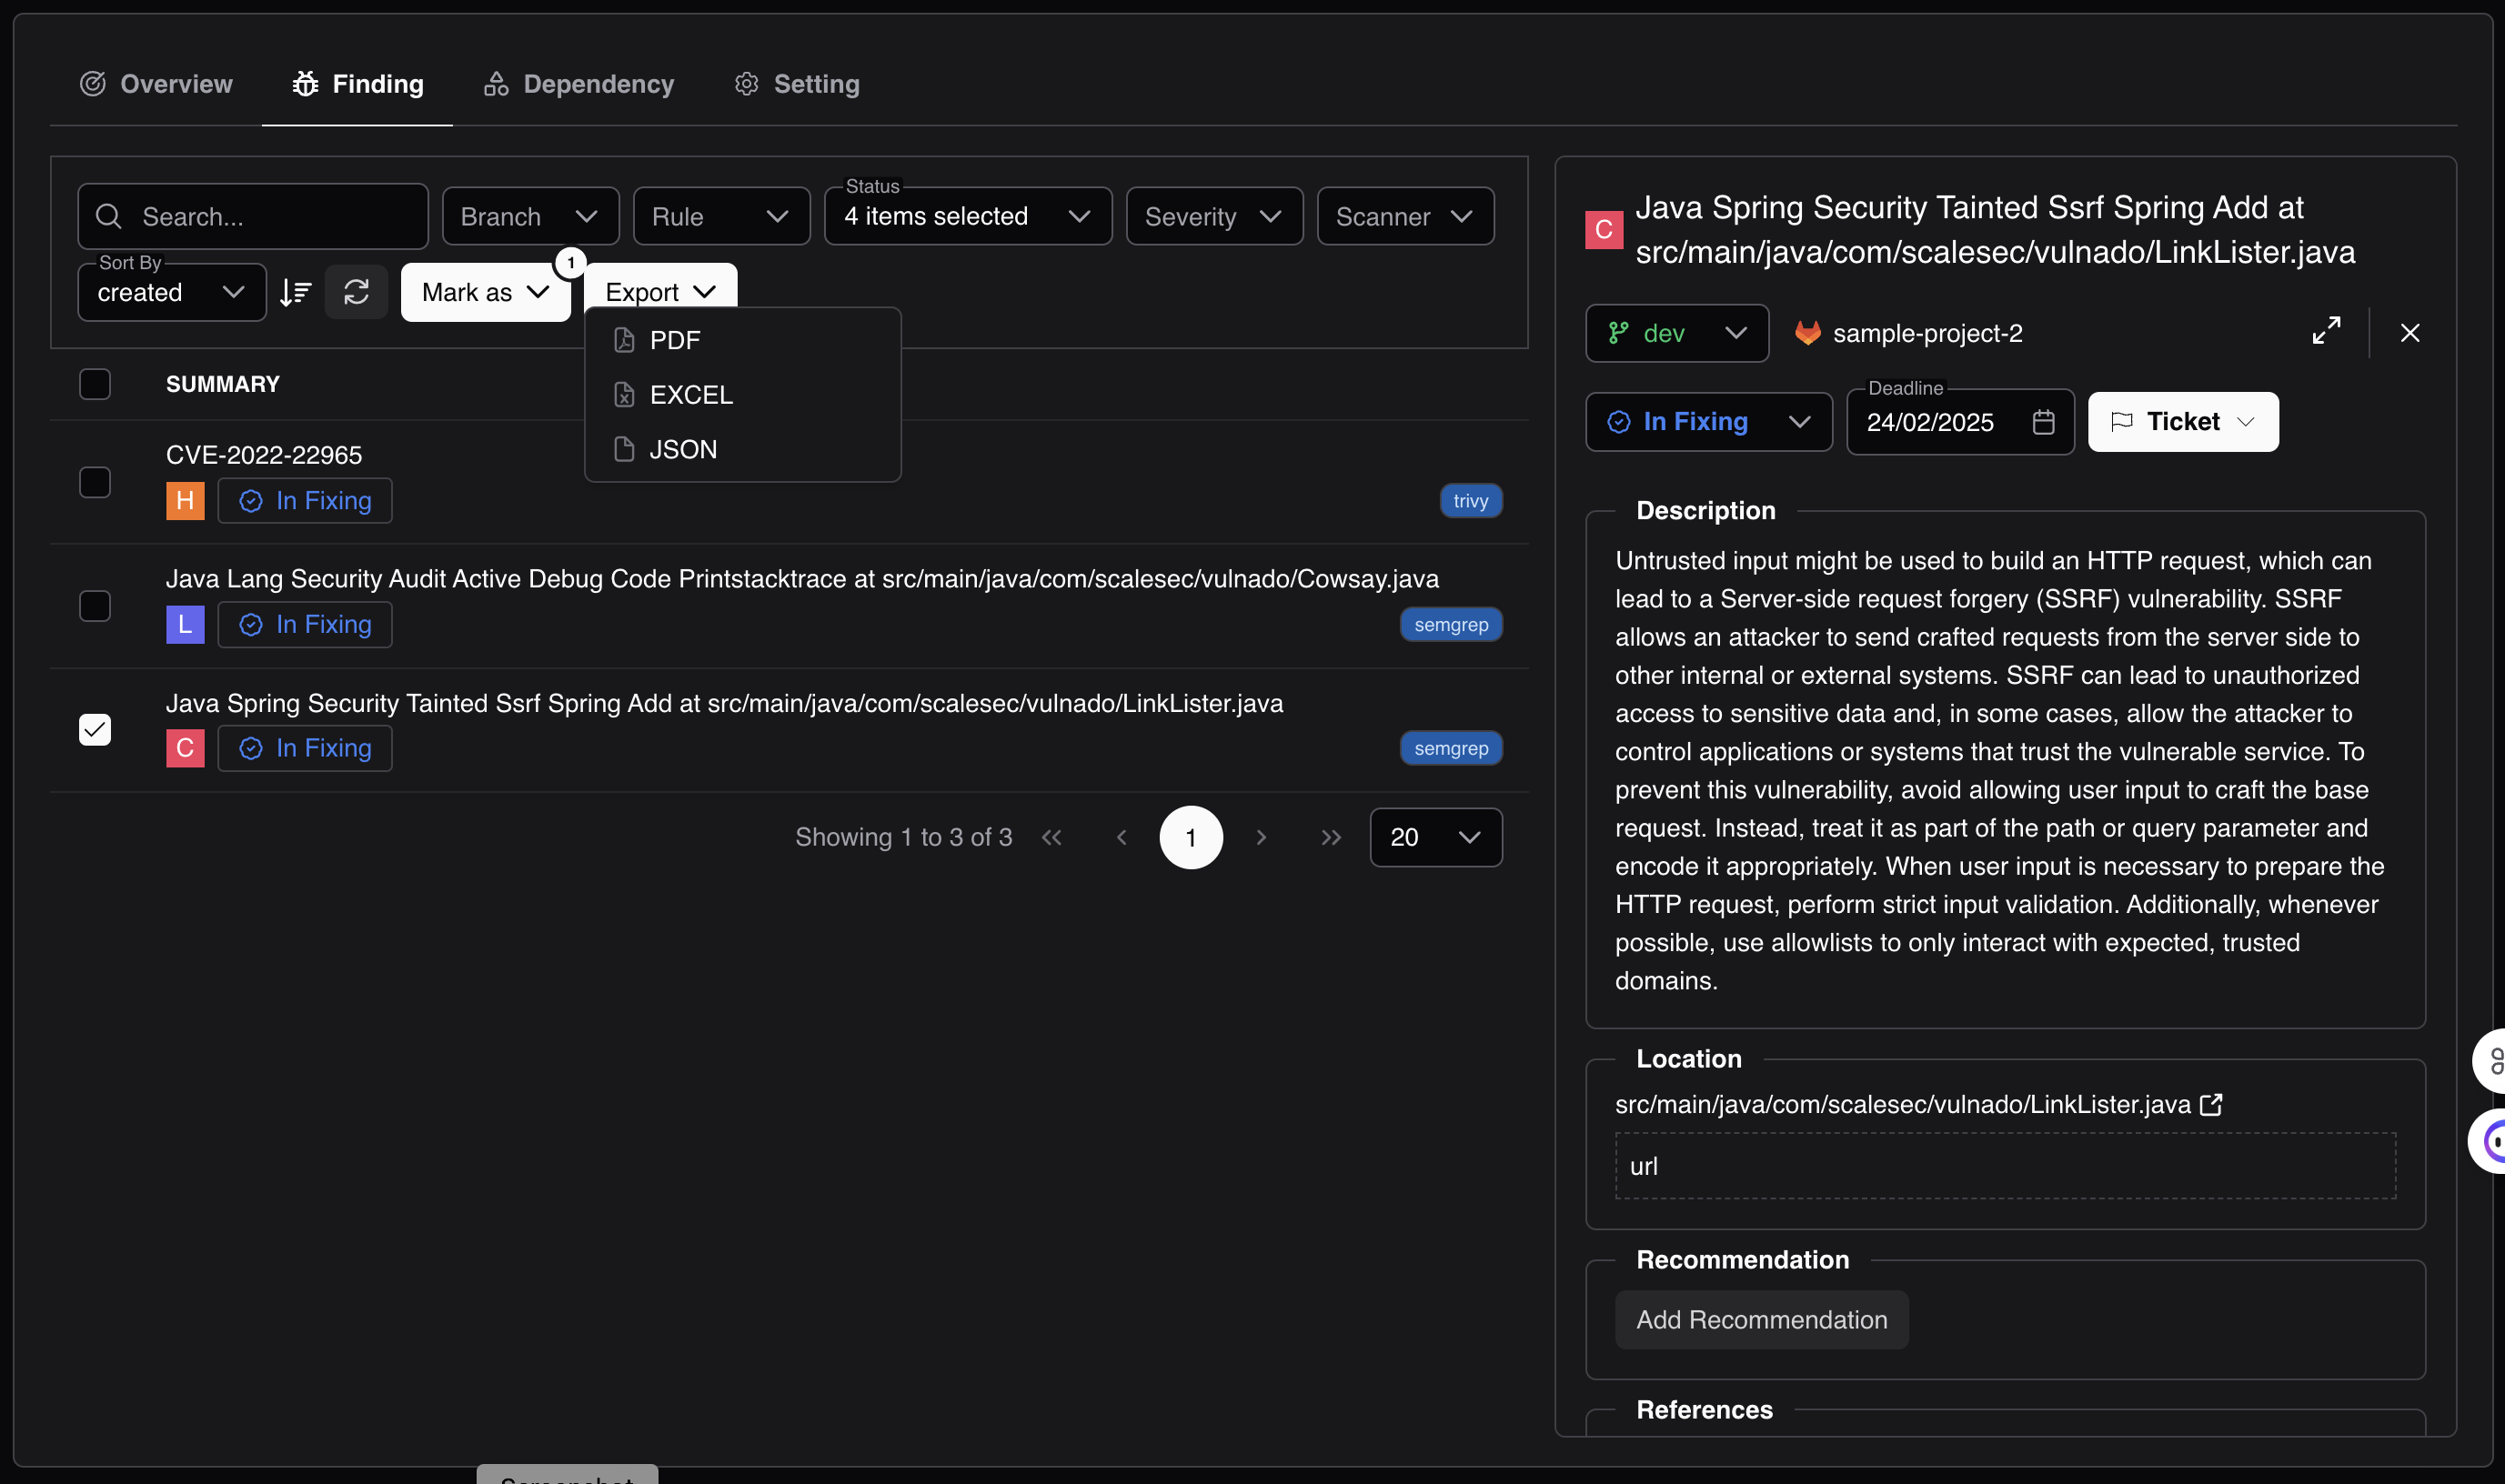 Overview Finding Dependency Setting
Search... Branch Rule Status 4 items selected Severity Scanner
Sort By created Mark as 1 Export
PDF
EXCEL
JSON
SUMMARY
CVE-2022-22965
H In Fixing trivy
Java Lang Security Audit Active Debug Code Printstacktrace at src/main/java/com/scalesec/vulnado/Cowsay.java
L In Fixing semgrep
Java Spring Security Tainted Ssrf Spring Add at src/main/java/com/scalesec/vulnado/LinkLister.java
C In Fixing semgrep
Showing 1 to 3 of 3 1 20
C Java Spring Security Tainted Ssrf Spring Add at
src/main/java/com/scalesec/vulnado/LinkLister.java
dev sample-project-2
In Fixing Deadline 24/02/2025 Ticket
Description
Untrusted input might be used to build an HTTP request, which can
lead to a Server-side request forgery (SSRF) vulnerability. SSRF
allows an attacker to send crafted requests from the server side to
other internal or external systems. SSRF can lead to unauthorized
access to sensitive data and, in some cases, allow the attacker to
control applications or systems that trust the vulnerable service. To
prevent this vulnerability, avoid allowing user input to craft the base
request. Instead, treat it as part of the path or query parameter and
encode it appropriately. When user input is necessary to prepare the
HTTP request, perform strict input validation. Additionally, whenever
possible, use allowlists to only interact with expected, trusted
domains.
Location
src/main/java/com/scalesec/vulnado/LinkLister.java
url
Recommendation
Add Recommendation
References